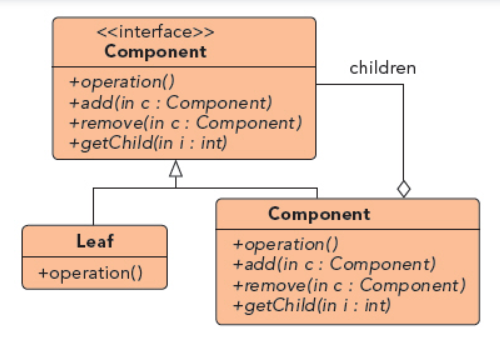 <<interface>>
Component
+operation()
+add(in c : Component)
+remove(in c : Component)
+getChild(in i : int)
children
Leaf
+operation()
Component
+operation()
+add(in c : Component)
+remove(in c : Component)
+getChild(in i : int)